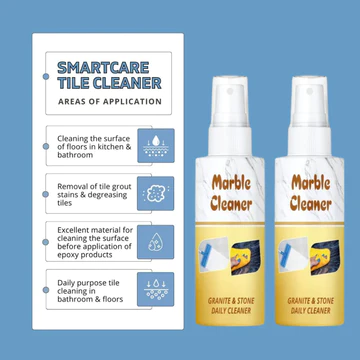 SMARTCARE
TILE CLEANER
AREAS OF APPLICATION
Cleaning the surface
of floors in kitchen &
bathroom
Removal of tile grout
stains & degreasing
tiles
Excellent material for
cleaning the surface
before application of
epoxy products
Daily purpose tile
cleaning in
bathroom & floors
Marble
Cleaner
GRANITE & STONE
DAILY CLEANER
Marble
Cleaner
GRANITE & STONE
DAILY CLEANER